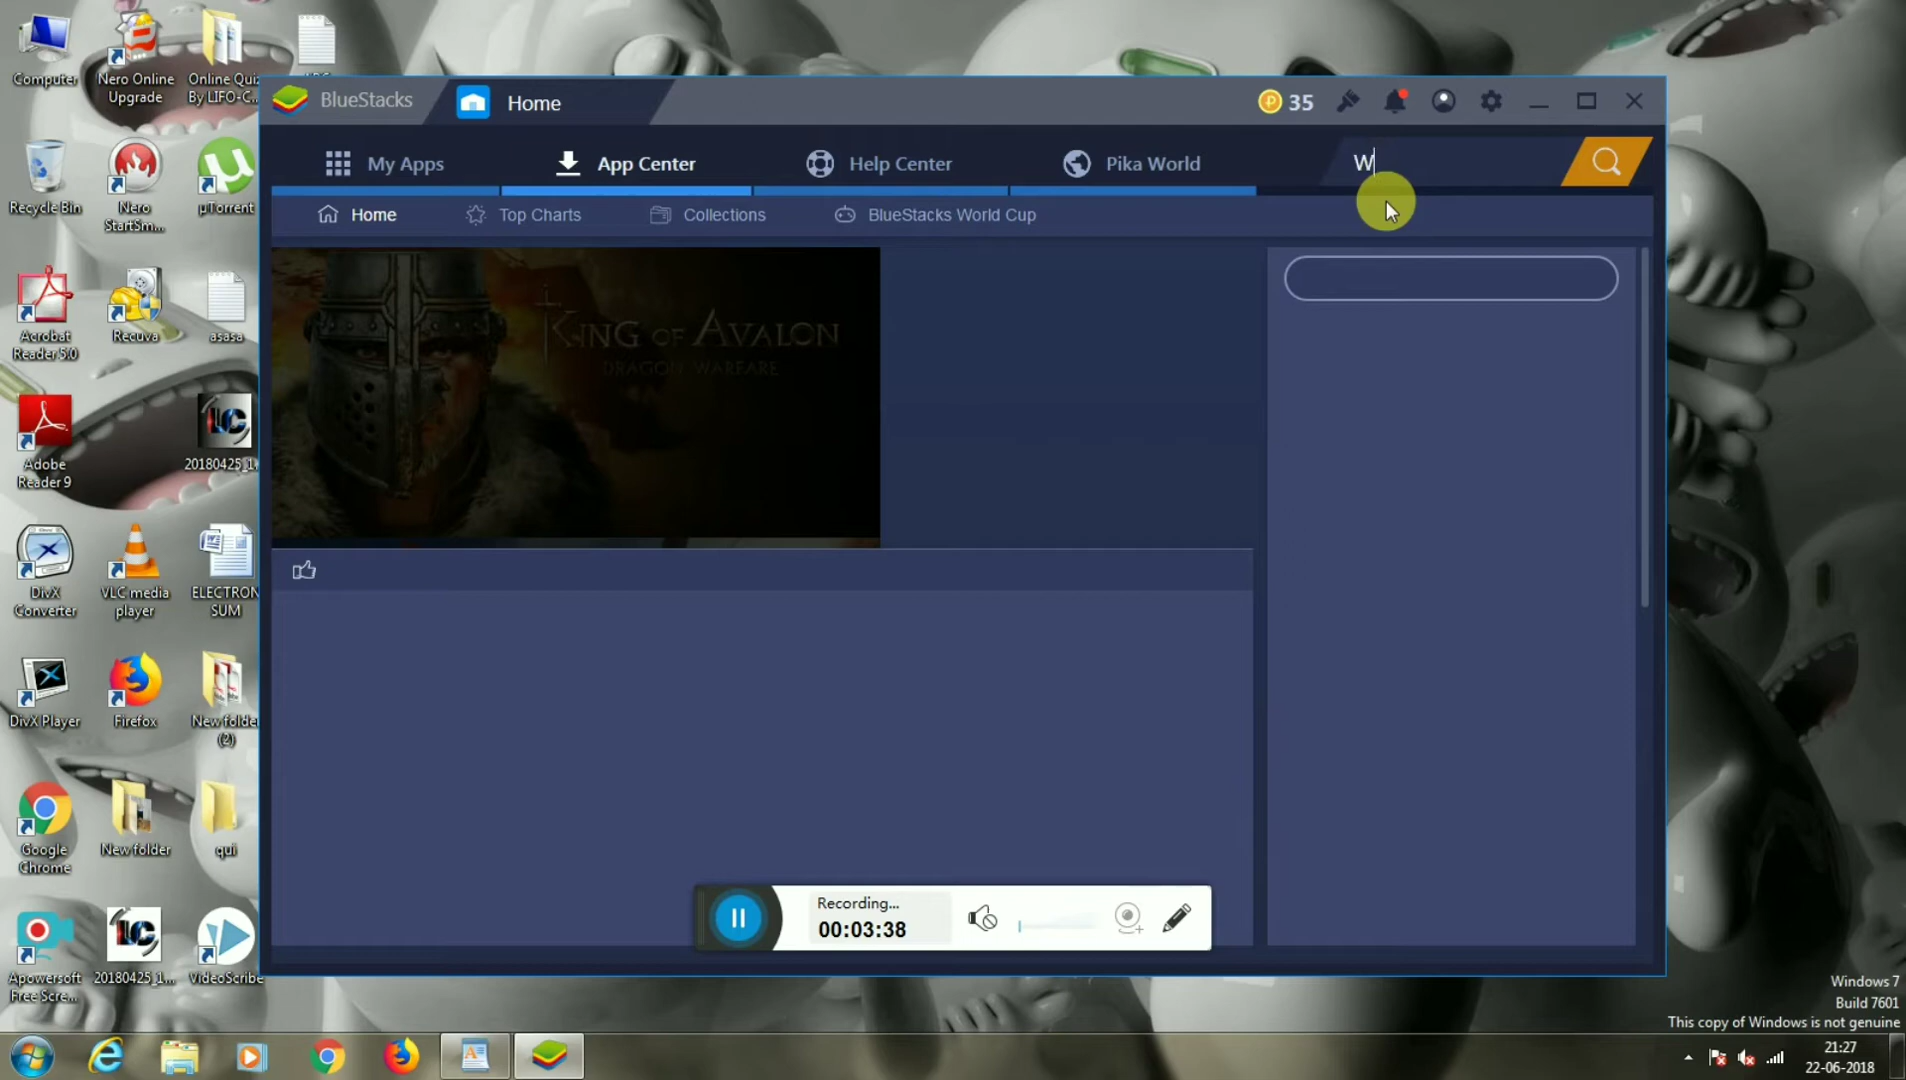 Computer
Nero Online
Upgrade
Online Quiz
By LIFO-C...
BlueStacks
Home
35
My Apps
App Center
Help Center
Pika World
W
Home
Top Charts
Collections
BlueStacks World Cup
Recycle Bin
Nero
StartSm...
µTorrent
KING OF AVALON
DRAGON WARFARE
Acrobat
Reader 5.0
Recuva
asasa
Adobe
Reader 9
20180425_1...
DivX
Converter
VLC media
player
ELECTRON
SUM
DivX Player
Firefox
New folder
(2)
Google
Chrome
New folder
qui
Recording...
00:03:38
Apowersoft
Free Scre...
20180425_1...
VideoScribe
Windows 7
Build 7601
This copy of Windows is not genuine
21:27
22-06-2018